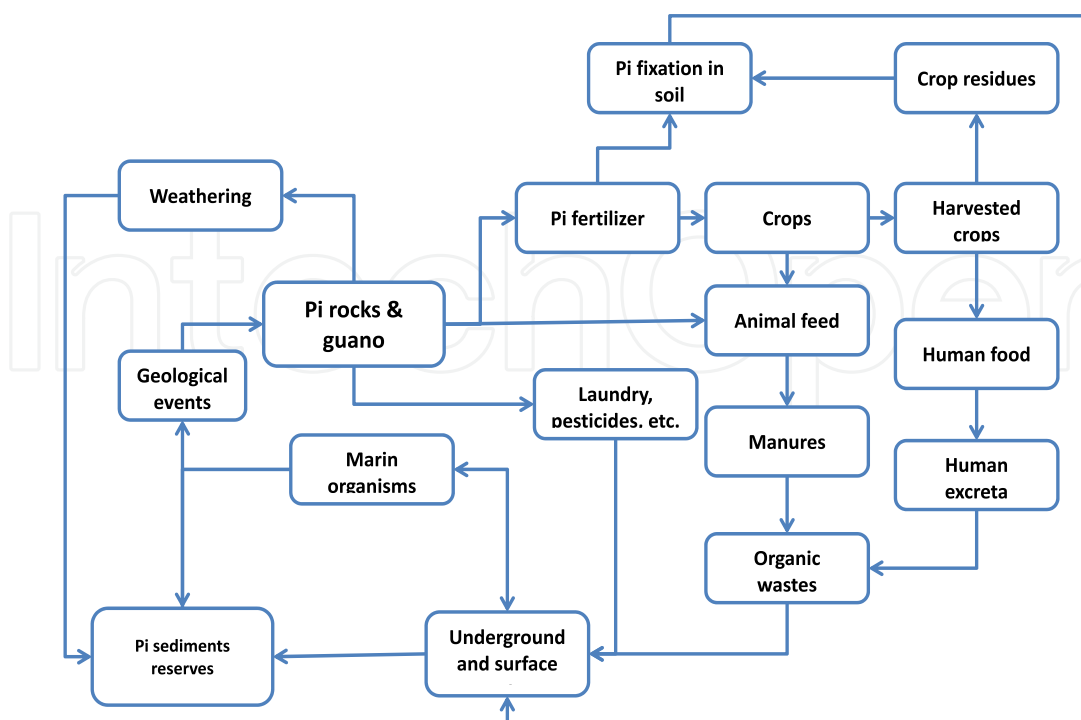 Pi fixation in
soil
Crop residues
Weathering
Pi fertilizer
Crops
Harvested
crops
Pi rocks &
guano
Animal feed
Human food
Geological
events
Laundry,
pesticides, etc.
Manures
Marin
organisms
Human
excreta
Organic
wastes
Underground
and surface
Pi sediments
reserves
IntechOpen